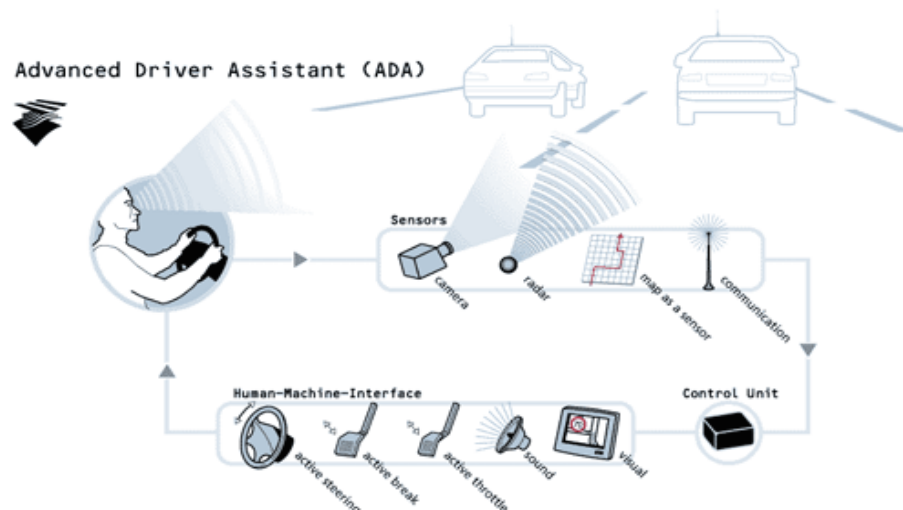 Advanced Driver Assistant (ADA)
Sensors
camera
radar
map as a sensor
communication
Human-Machine-Interface
Control Unit
active steering
active break
active throttle
sound
visual